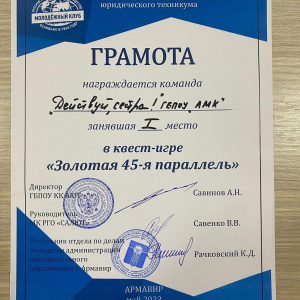 юридического техникума
МОЛОДЁЖНЫЙ КЛУБ
ГРАМОТА
награждается команда
"Действуй, сестра!" ГБПОУ "АМК"
занявшая I место
в квест-игре
«Золотая 45-я параллель»
Директор
ГБПОУ КК
Савинов А.Н.
Руководитель
МК РГО «САЛЮТ»
Савенко В.В.
Начальник отдела по делам
молодежи администрации
муниципального
образования г. Армавир
Рачковский К.Д.
АРМАВИР
май 2023